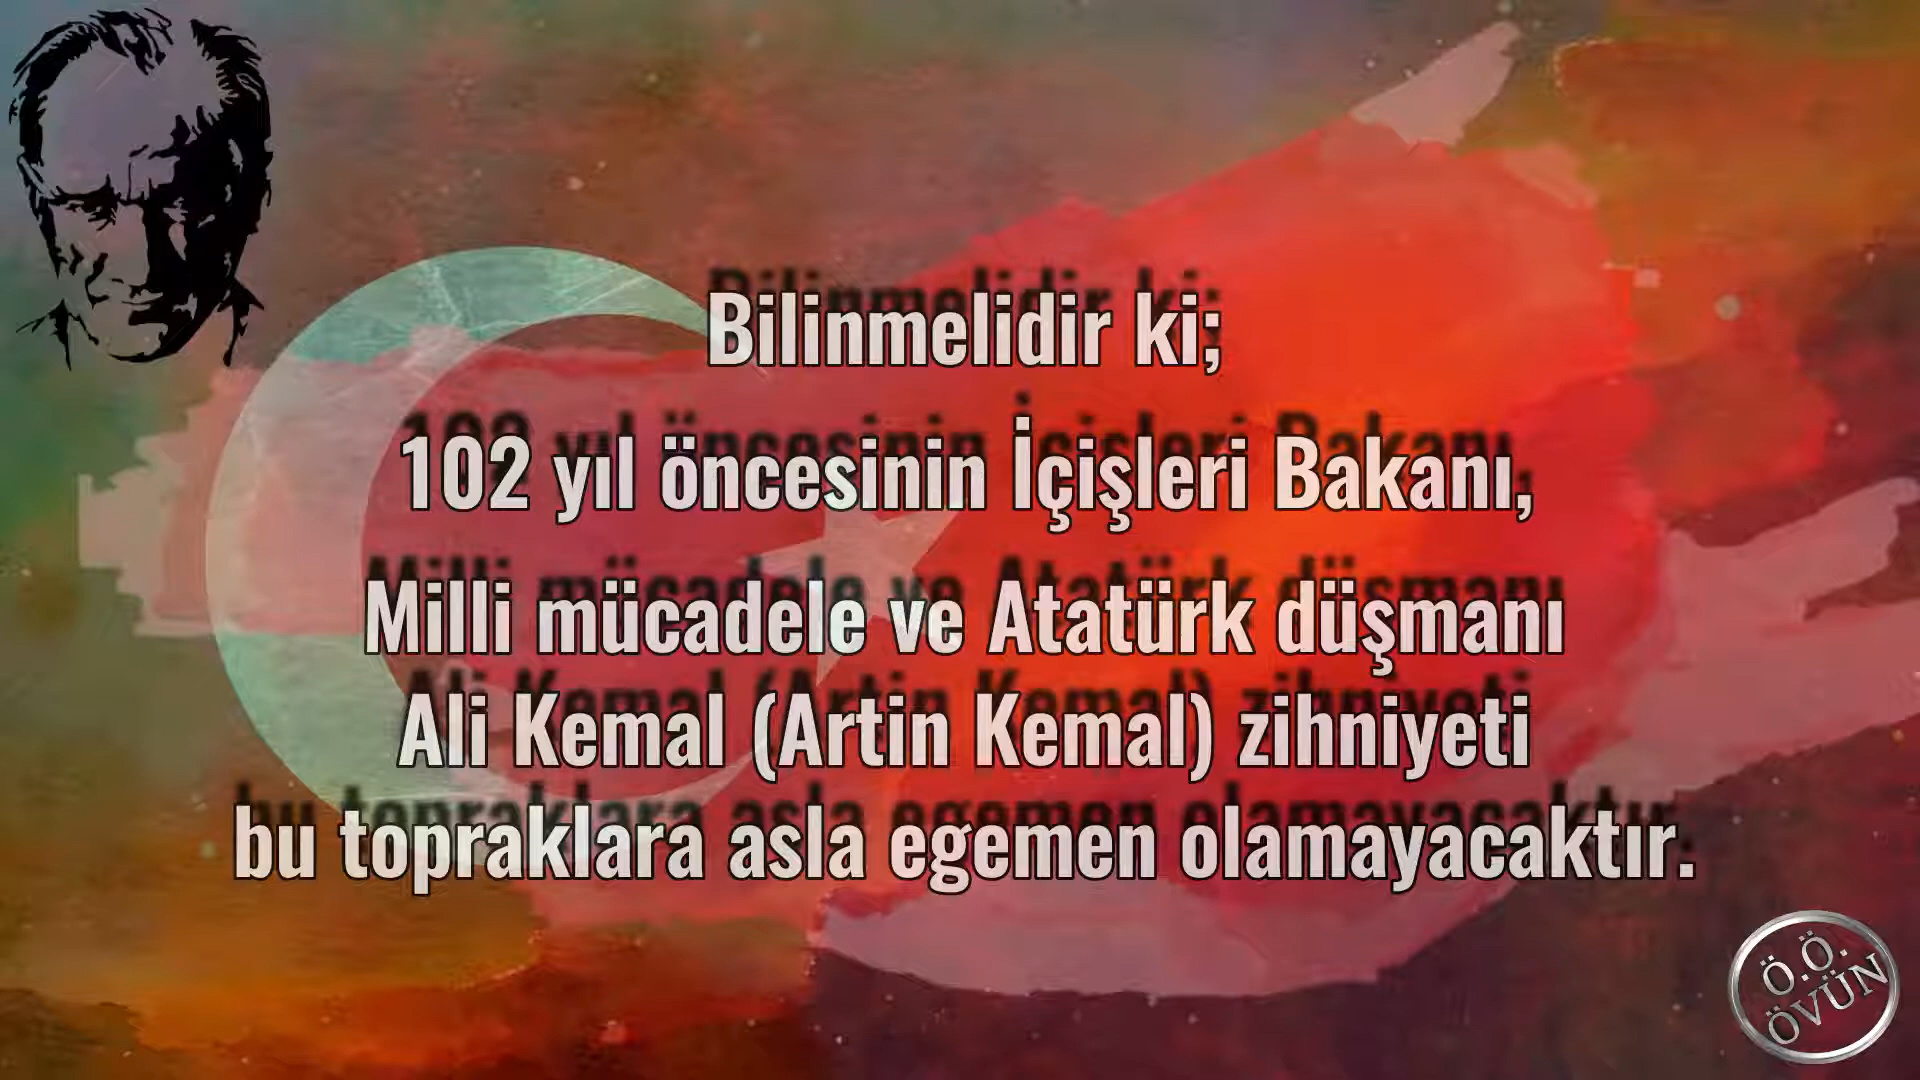 Bilinmelidir ki;
102 yıl öncesinin İçişleri Bakanı,
Milli mücadele ve Atatürk düşmanı
Ali Kemal (Artin Kemal) zihniyeti
bu topraklara asla egemen olamayacaktır.
Ö.Ö.
ÖVÜN